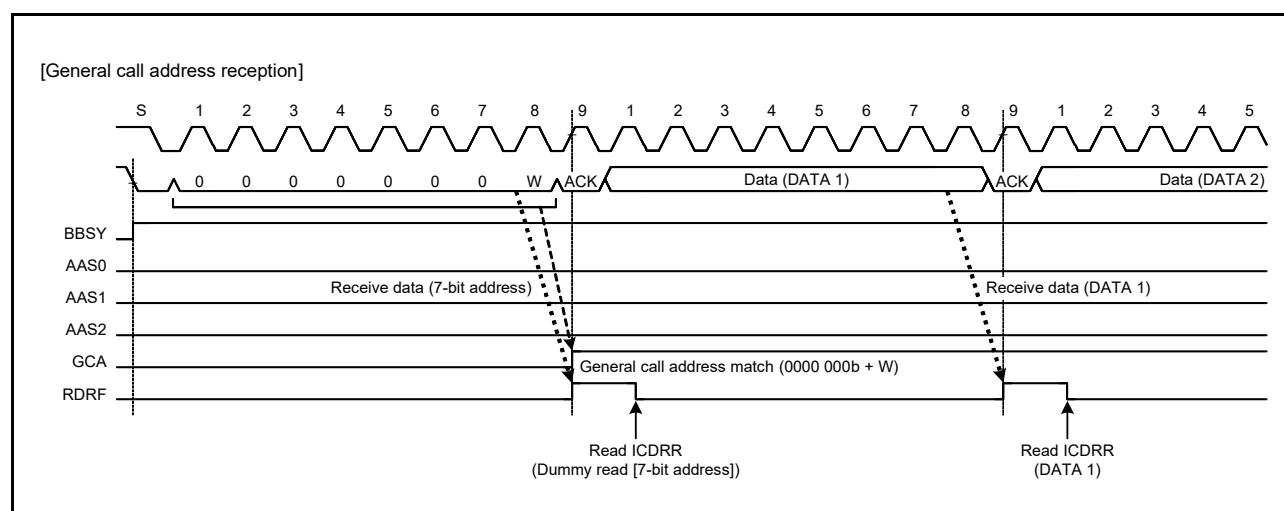 [General call address reception]
S 1 2 3 4 5 6 7 8 9 1 2 3 4 5 6 7 8 9 1 2 3 4 5
0 0 0 0 0 0 0 W ACK Data (DATA 1) ACK Data (DATA 2)
BBSY
AAS0
Receive data (7-bit address) Receive data (DATA 1)
AAS1
AAS2
GCA General call address match (0000 000b + W)
RDRF
Read ICDRR Read ICDRR
(Dummy read [7-bit address]) (DATA 1)